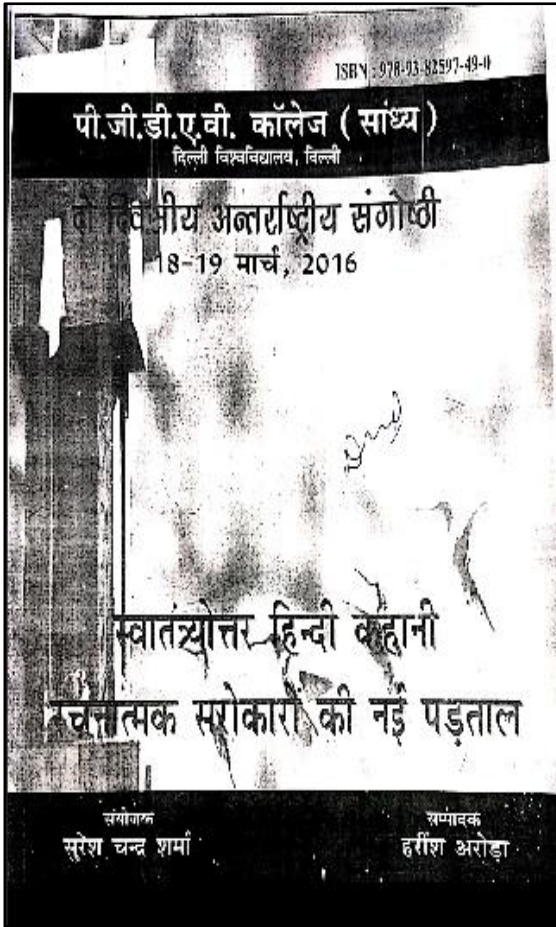 ISBN : 978-93-82597-49-0
पी.जी.डी.ए.वी. कॉलेज ( सांध्य )
दिल्ली विश्वविद्यालय, दिल्ली
दो दिवसीय अन्तर्राष्ट्रीय संगोष्ठी
18-19 मार्च, 2016
स्वातंत्र्योत्तर हिन्दी कहानी
रचनात्मक सरोकारों की नई पड़ताल
संयोजक
सुरेश चन्द्र शर्मा
सम्पादक
हरीश अरोड़ा